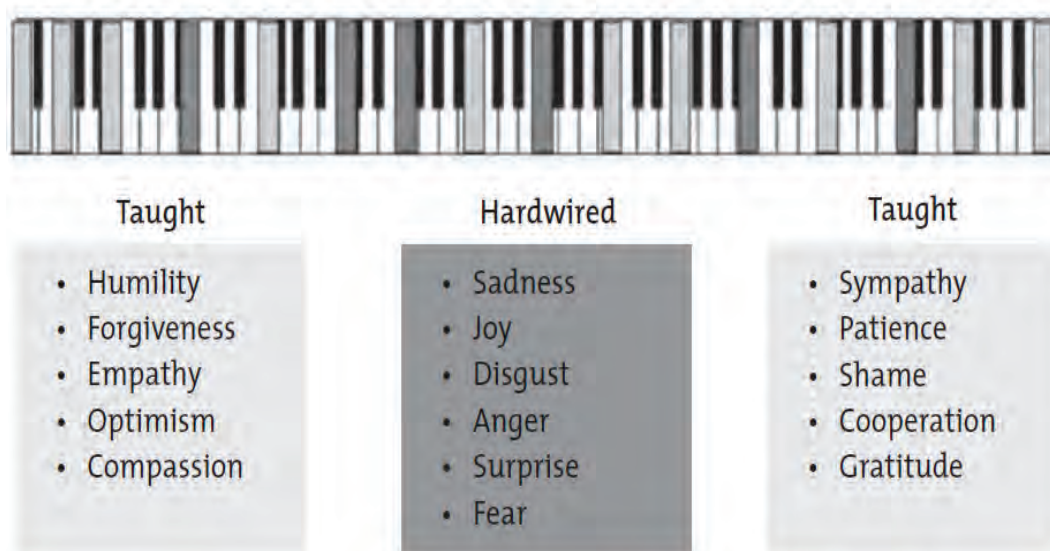 Taught
• Humility
• Forgiveness
• Empathy
• Optimism
• Compassion
Hardwired
• Sadness
• Joy
• Disgust
• Anger
• Surprise
• Fear
Taught
• Sympathy
• Patience
• Shame
• Cooperation
• Gratitude